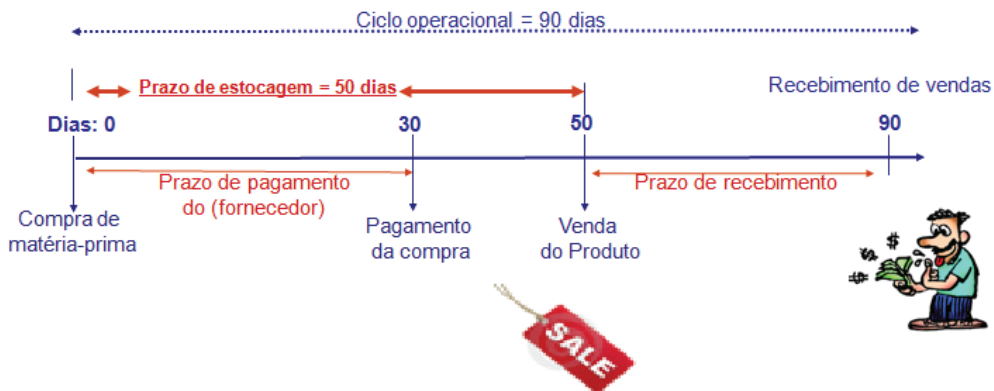 Ciclo operacional = 90 dias
Prazo de estocagem = 50 dias
Recebimento de vendas
Dias: 0
30
50
90
Prazo de pagamento
do (fornecedor)
Prazo de recebimento
Compra de
matéria-prima
Pagamento
da compra
Venda
do Produto
$
$
$
SALE